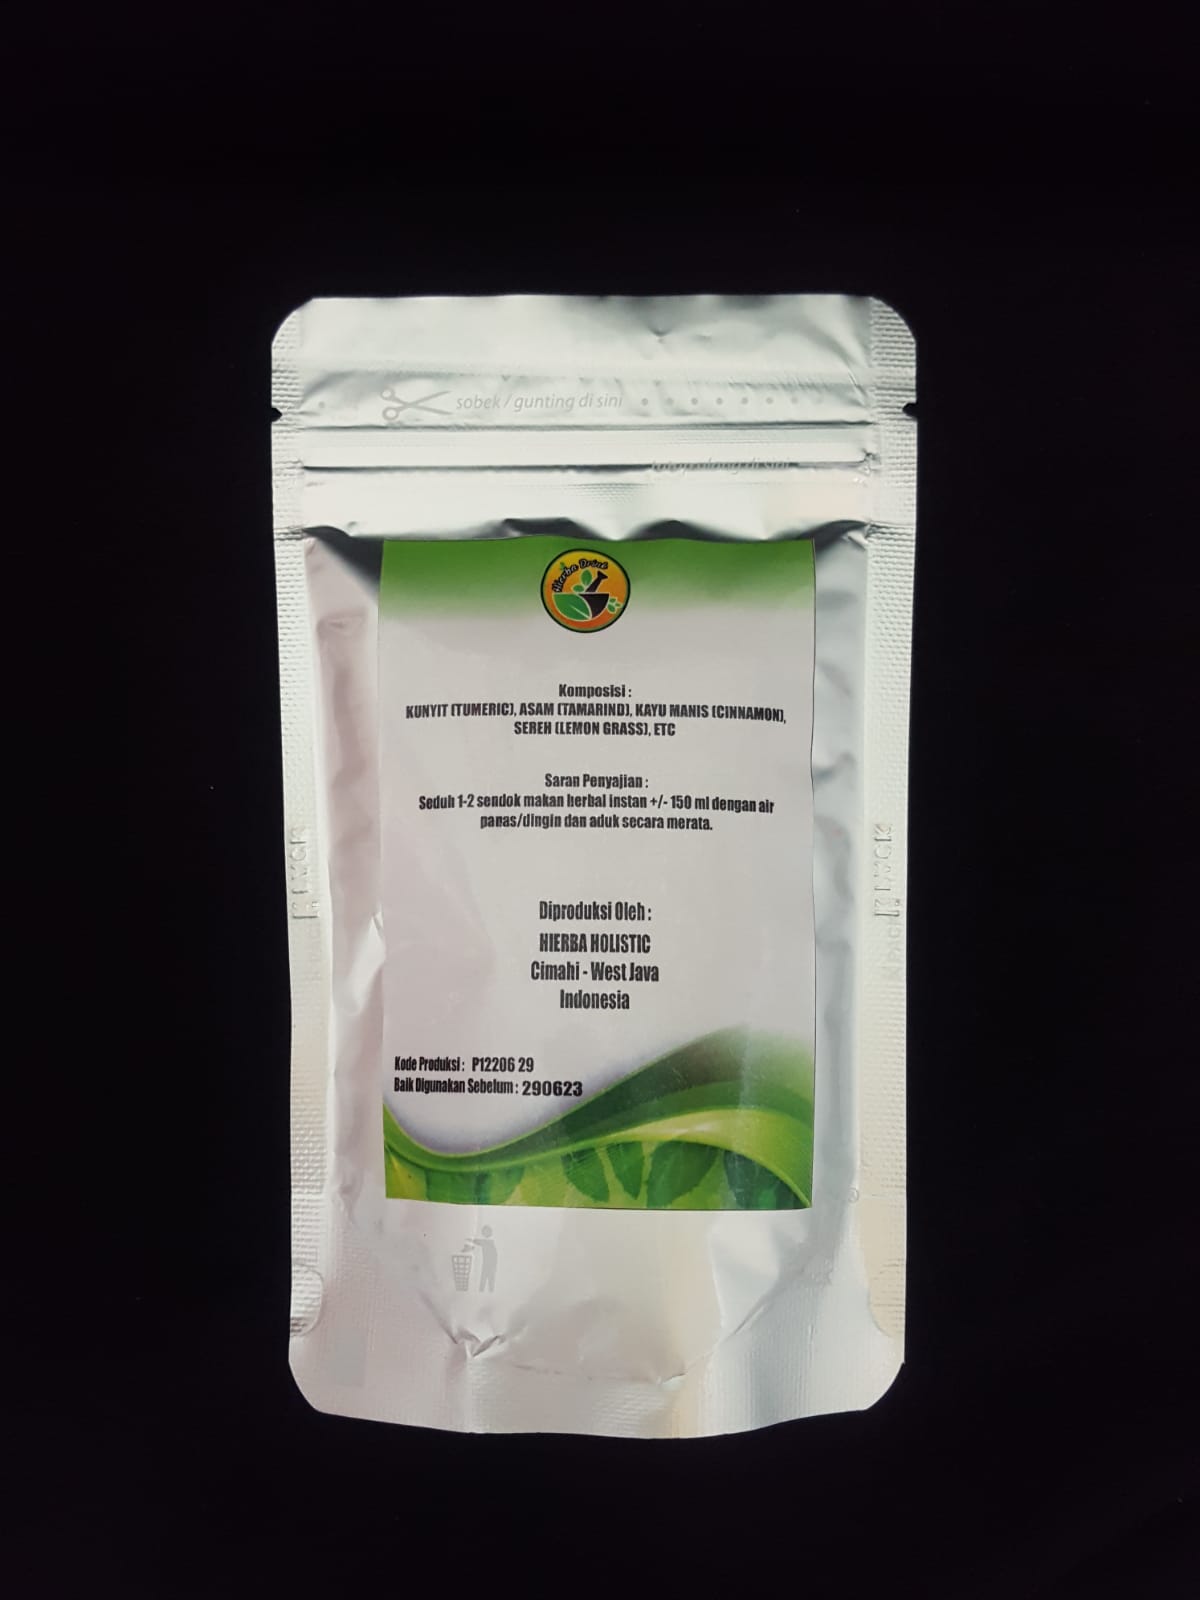 sobek / gunting di sini
Hierba Drink
Komposisi :
KUNYIT (TUMERIC), ASAM (TAMARIND), KAYU MANIS (CINNAMON),
SEREH (LEMON GRASS), ETC
Saran Penyajian :
Seduh 1-2 sendok makan herbal instan +/- 150 ml dengan air
panas/dingin dan aduk secara merata.
Diproduksi Oleh :
HIERBA HOLISTIC
Cimahi - West Java
Indonesia
Kode Produksi : P12206 29
Baik Digunakan Sebelum : 290623